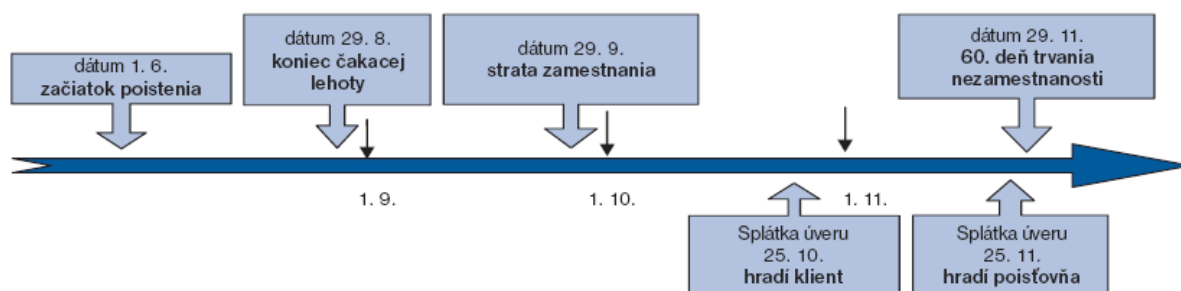 dátum 1. 6.
začiatok poistenia
dátum 29. 8.
koniec čakacej
lehoty
dátum 29. 9.
strata zamestnania
dátum 29. 11.
60. deň trvania
nezamestnanosti
1. 9.
1. 10.
1. 11.
Splátka úveru
25. 10.
hradí klient
Splátka úveru
25. 11.
hradí poisťovňa